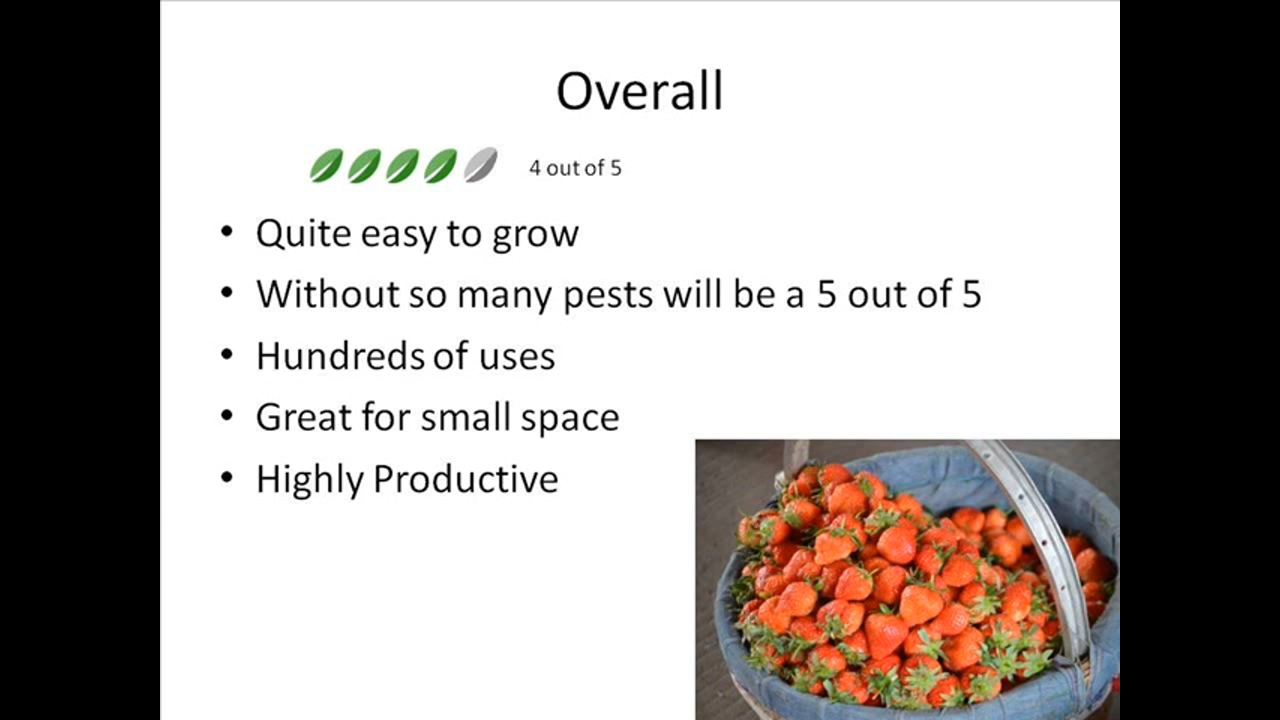 Overall
4 out of 5
• Quite easy to grow
• Without so many pests will be a 5 out of 5
• Hundreds of uses
• Great for small space
• Highly Productive